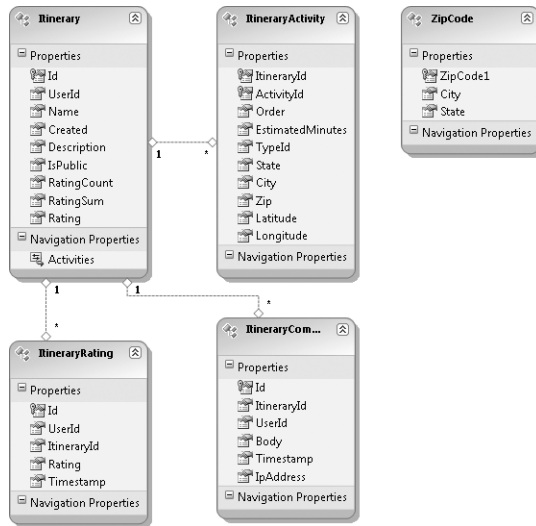 Itinerary
Properties
Id
UserId
Name
Created
Description
IsPublic
RatingCount
RatingSum
Rating
Navigation Properties
Activities
ItineraryActivity
Properties
ItineraryId
ActivityId
Order
EstimatedMinutes
TypeId
State
City
Zip
Latitude
Longitude
Navigation Properties
ZipCode
Properties
ZipCode1
City
State
Navigation Properties
1
*
1
*
1
*
ItineraryRating
Properties
Id
UserId
ItineraryId
Rating
Timestamp
Navigation Properties
ItineraryCom...
Properties
Id
ItineraryId
UserId
Body
Timestamp
IpAddress
Navigation Properties